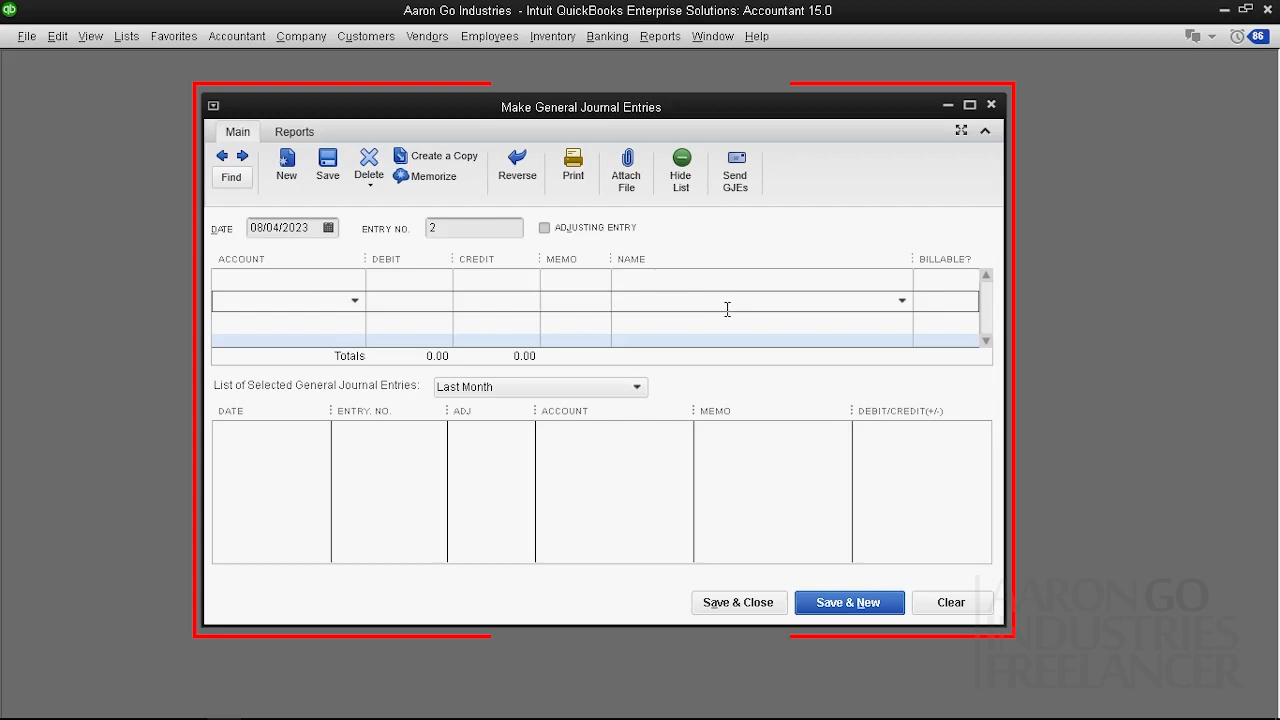 qb
Aaron Go Industries - Intuit QuickBooks Enterprise Solutions: Accountant 15.0
File Edit View Lists Favorites Accountant Company Customers Vendors Employees Inventory Banking Reports Window Help 86
Make General Journal Entries
Main Reports
Find New Save Delete Create a Copy Memorize Reverse Print Attach File Hide List Send GJEs
DATE 08/04/2023 ENTRY NO. 2 ADJUSTING ENTRY
ACCOUNT DEBIT CREDIT MEMO NAME BILLABLE?
Totals 0.00 0.00
List of Selected General Journal Entries: Last Month
DATE ENTRY. NO. ADJ ACCOUNT MEMO DEBIT/CREDIT(+/-)
Save & Close Save & New Clear
AARON GO
INDUSTRIES
FREELANCER